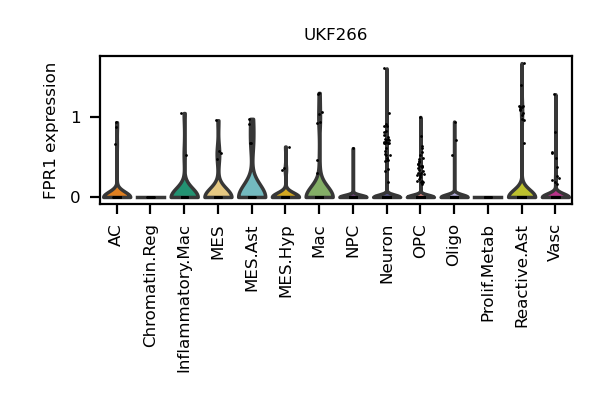 UKF266
FPR1 expression
1
0
AC
Chromatin.Reg
Inflammatory.Mac
MES
MES.Ast
MES.Hyp
Mac
NPC
Neuron
OPC
Oligo
Prolif.Metab
Reactive.Ast
Vasc